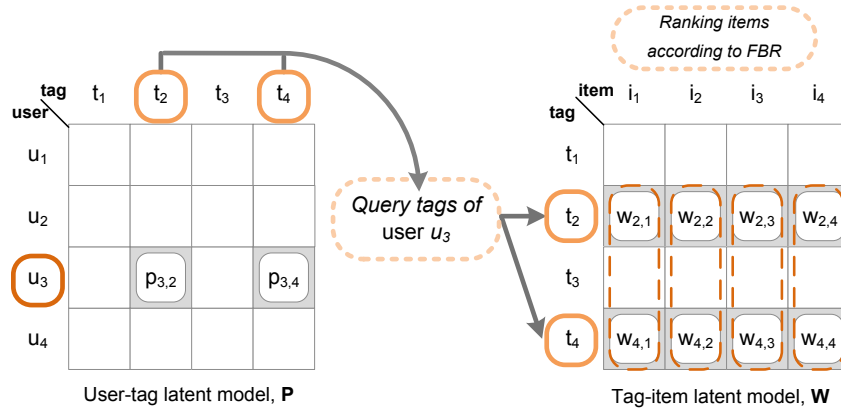 Ranking items
according to FBR
tag
user
t1
t2
t3
t4
item
tag
i1
i2
i3
i4
u1
t1
u2
Query tags of
user u3
t2
w2,1
w2,2
w2,3
w2,4
u3
p3,2
p3,4
t3
u4
t4
w4,1
w4,2
w4,3
w4,4
User-tag latent model, P
Tag-item latent model, W